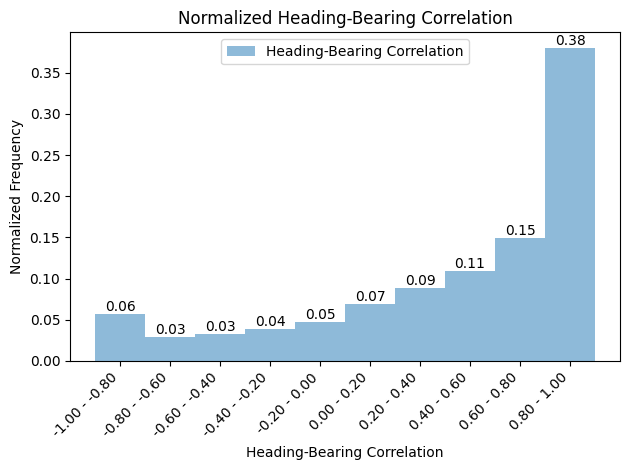 Normalized Heading-Bearing Correlation
Heading-Bearing Correlation
Normalized Frequency
0.35
0.30
0.25
0.20
0.15
0.10
0.05
0.00
0.06
0.03
0.03
0.04
0.05
0.07
0.09
0.11
0.15
0.38
-1.00 - -0.80
-0.80 - -0.60
-0.60 - -0.40
-0.40 - -0.20
-0.20 - 0.00
0.00 - 0.20
0.20 - 0.40
0.40 - 0.60
0.60 - 0.80
0.80 - 1.00
Heading-Bearing Correlation